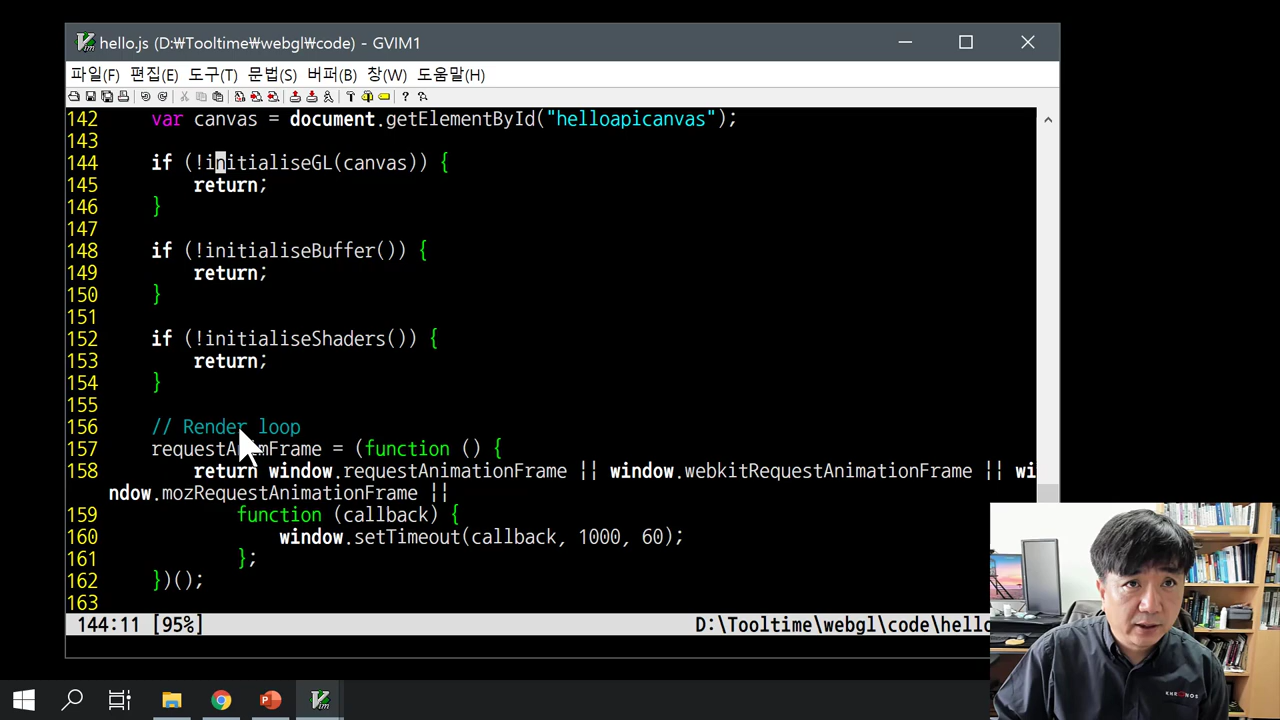 hello.js (D:₩Tooltime₩webgl₩code) - GVIM1
파일(F) 편집(E) 도구(T) 문법(S) 버퍼(B) 창(W) 도움말(H)
142     var canvas = document.getElementById("helloapicanvas");
143
144     if (!initialiseGL(canvas)) {
145         return;
146     }
147
148     if (!initialiseBuffer()) {
149         return;
150     }
151
152     if (!initialiseShaders()) {
153         return;
154     }
155
156     // Render loop
157     requestAnimFrame = (function () {
158         return window.requestAnimationFrame || window.webkitRequestAnimationFrame || wi
ndow.mozRequestAnimationFrame ||
159             function (callback) {
160                 window.setTimeout(callback, 1000, 60);
161             };
162     })();
163
144:11 [95%] D:\Tooltime\webgl\code\hello
KHRONOS